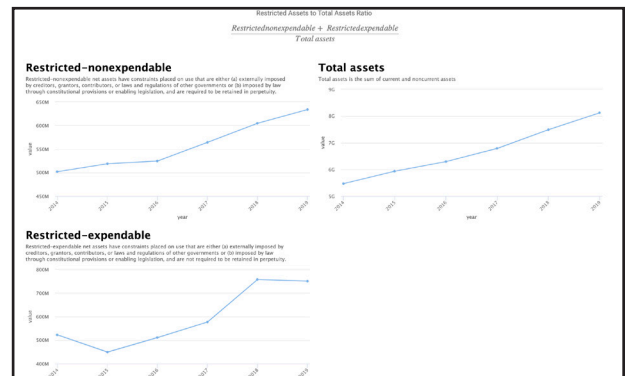 Restricted Assets to Total Assets Ratio
Restrictednonexpendable + Restrictedexpendable
Total assets
Restricted-nonexpendable
Restricted-nonexpendable net assets have constraints placed on use that are either (a) externally imposed
by creditors, grantors, contributors, or laws and regulations of other governments or (b) imposed by law
through constitutional provisions or enabling legislation, and are required to be retained in perpetuity.
650M
600M
550M
500M
450M
value
2014
2015
2016
2017
2018
2019
year
Total assets
Total assets is the sum of current and noncurrent assets
9G
8G
7G
6G
5G
value
2014
2015
2016
2017
2018
2019
year
Restricted-expendable
Restricted-expendable net assets have constraints placed on use that are either (a) externally imposed by
creditors, grantors, contributors, or laws and regulations of other governments or (b) imposed by law
through constitutional provisions or enabling legislation, and are not required to be retained in perpetuity.
800M
700M
600M
500M
400M
value
2014
2015
2016
2017
2018
2019